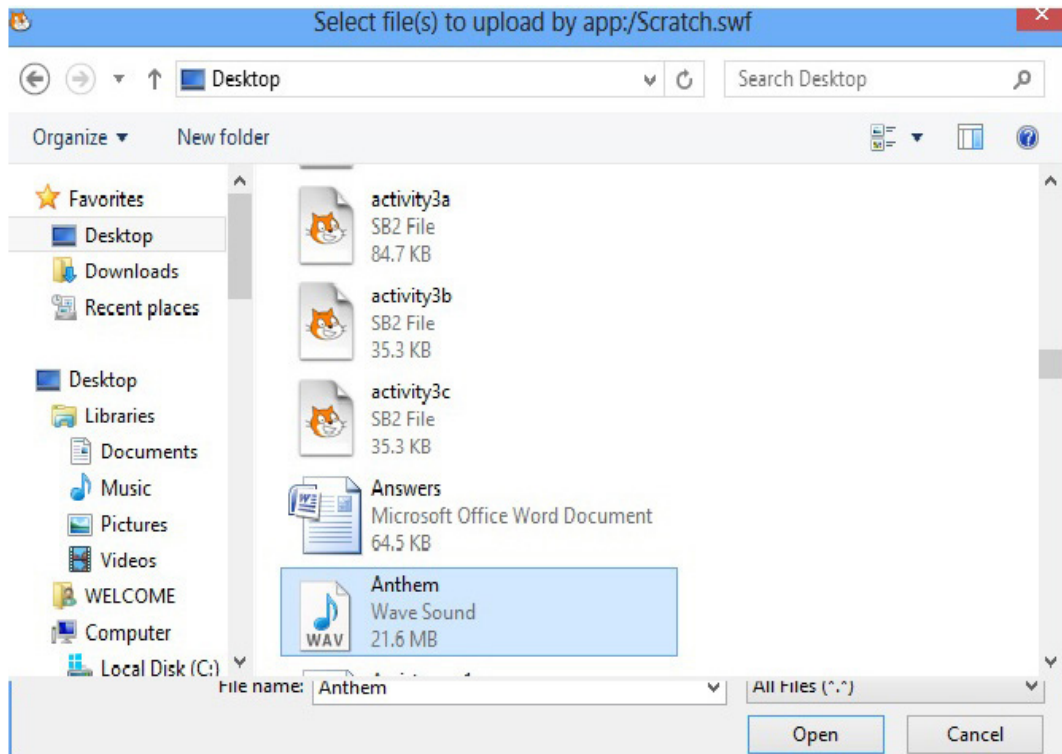 Select file(s) to upload by app:/Scratch.swf
Desktop
Search Desktop
Organize
New folder
Favorites
Desktop
Downloads
Recent places
Desktop
Libraries
Documents
Music
Pictures
Videos
WELCOME
Computer
Local Disk (C:)
activity3a
SB2 File
84.7 KB
activity3b
SB2 File
35.3 KB
activity3c
SB2 File
35.3 KB
Answers
Microsoft Office Word Document
64.5 KB
Anthem
Wave Sound
WAV
21.6 MB
File name: Anthem
All Files (*.*)
Open
Cancel